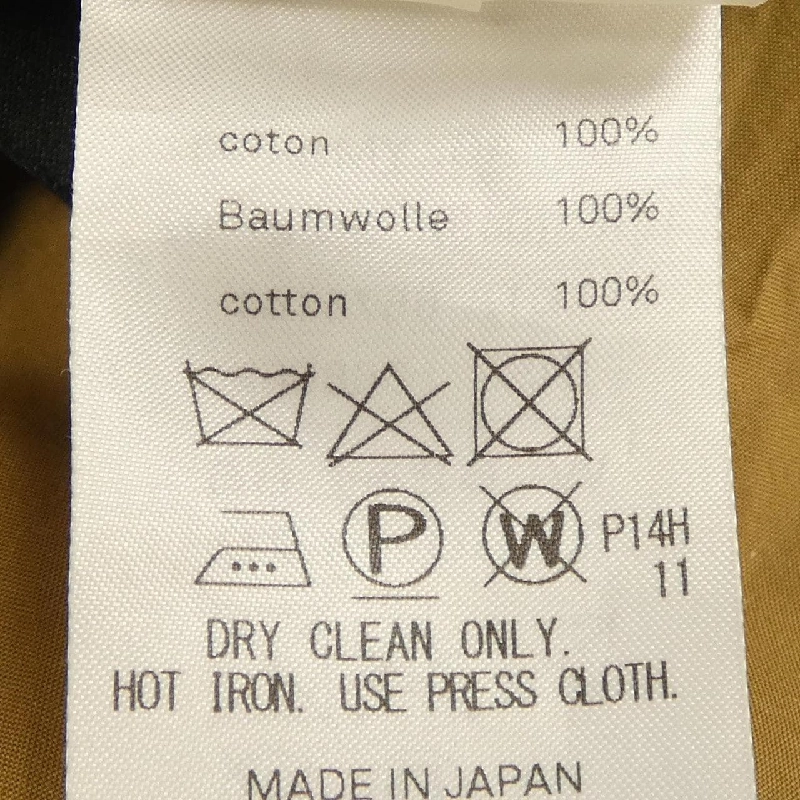 coton 100%
Baumwolle 100%
cotton 100%
P W P14H
11
DRY CLEAN ONLY.
HOT IRON. USE PRESS CLOTH.
MADE IN JAPAN